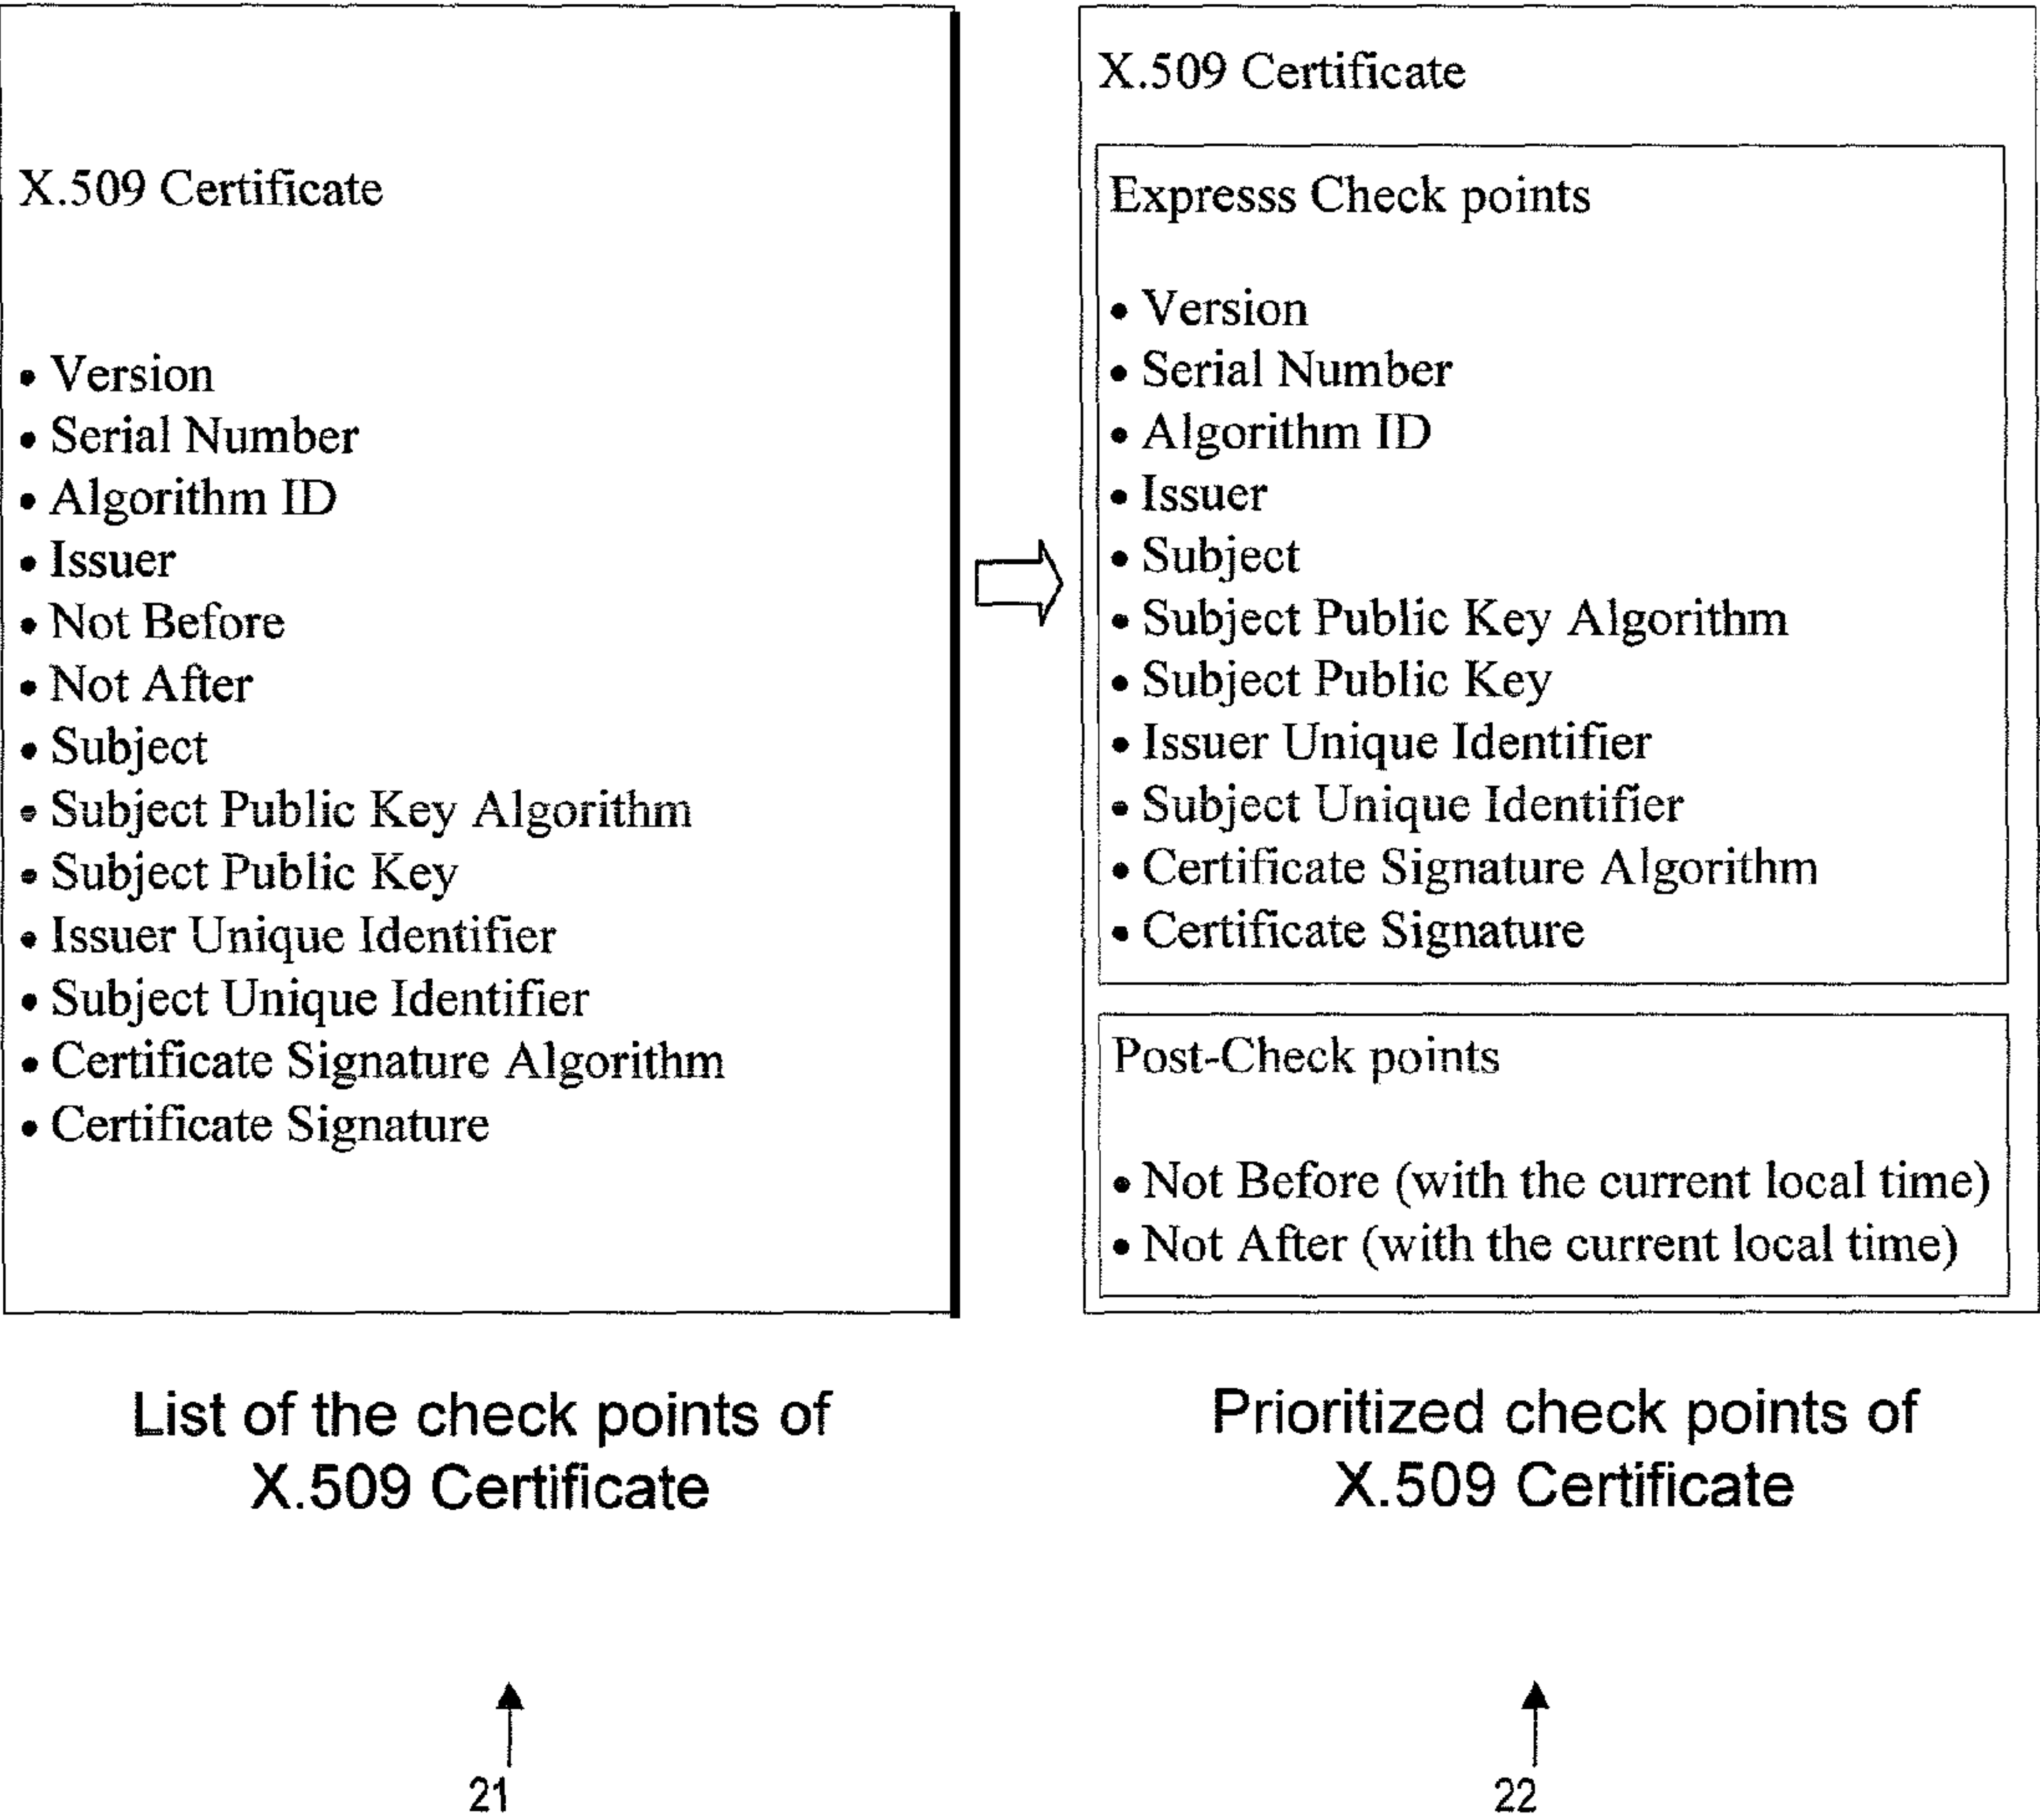 X.509 Certificate
• Version
• Serial Number
• Algorithm ID
• Issuer
• Not Before
• Not After
• Subject
• Subject Public Key Algorithm
• Subject Public Key
• Issuer Unique Identifier
• Subject Unique Identifier
• Certificate Signature Algorithm
• Certificate Signature
List of the check points of
X.509 Certificate
21
X.509 Certificate
Expresss Check points
• Version
• Serial Number
• Algorithm ID
• Issuer
• Subject
• Subject Public Key Algorithm
• Subject Public Key
• Issuer Unique Identifier
• Subject Unique Identifier
• Certificate Signature Algorithm
• Certificate Signature
Post-Check points
• Not Before (with the current local time)
• Not After (with the current local time)
Prioritized check points of
X.509 Certificate
22